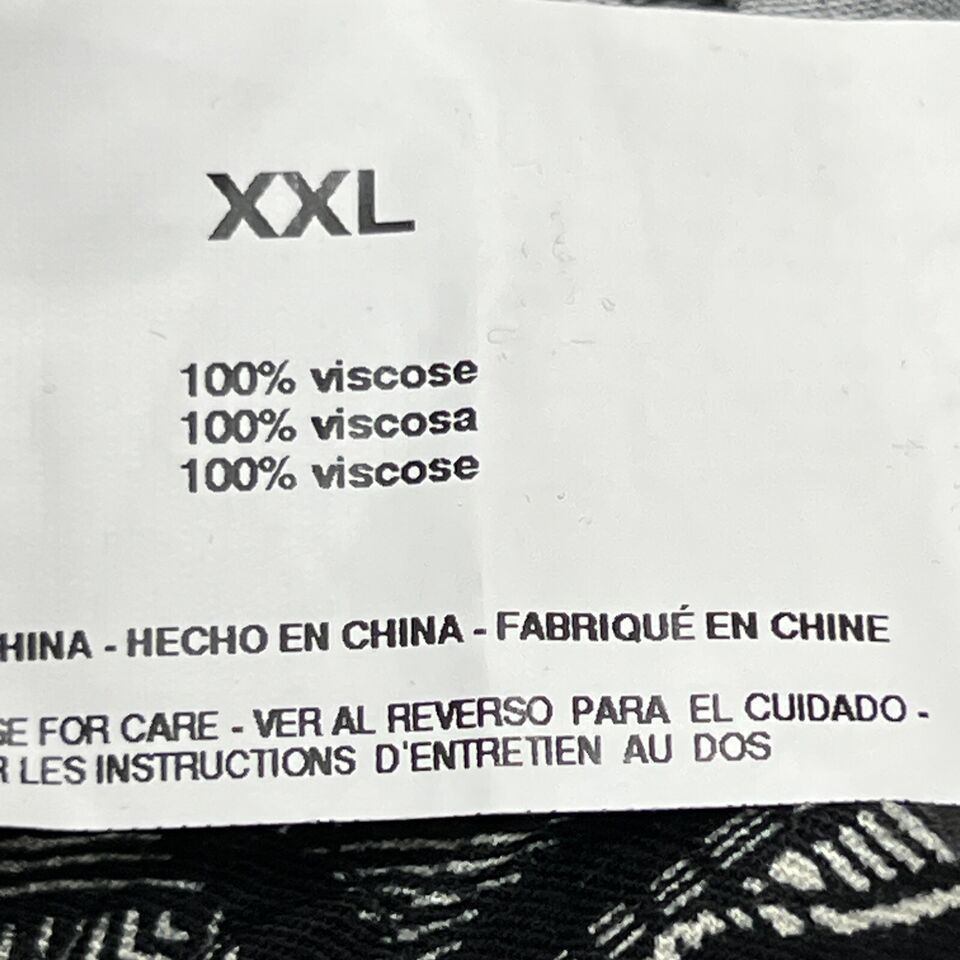 XXL
100% viscose
100% viscosa
100% viscose
HINA - HECHO EN CHINA - FABRIQUÉ EN CHINE
SE FOR CARE - VER AL REVERSO PARA EL CUIDADO -
R LES INSTRUCTIONS D'ENTRETIEN AU DOS